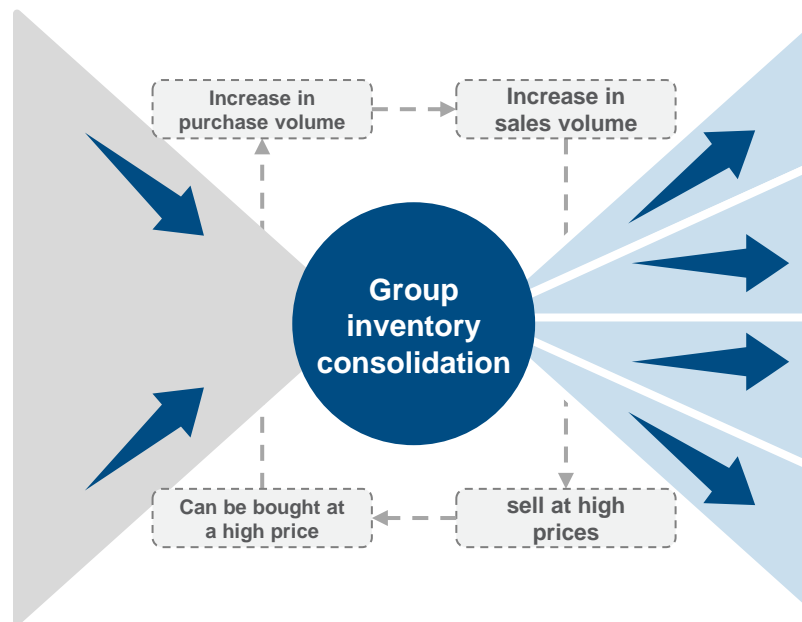 Increase in
purchase volume
Increase in
sales volume
Group
inventory
consolidation
Can be bought at
a high price
sell at high
prices